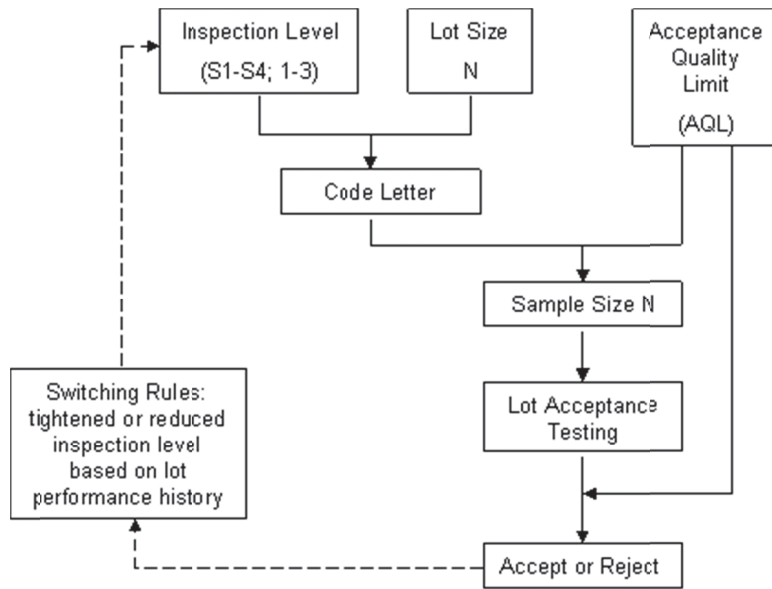 Inspection Level
(S1-S4; 1-3)
Lot Size
N
Acceptance
Quality
Limit
(AQL)
Code Letter
Sample Size N
Switching Rules:
tightened or reduced
inspection level
based on lot
performance history
Lot Acceptance
Testing
Accept or Reject